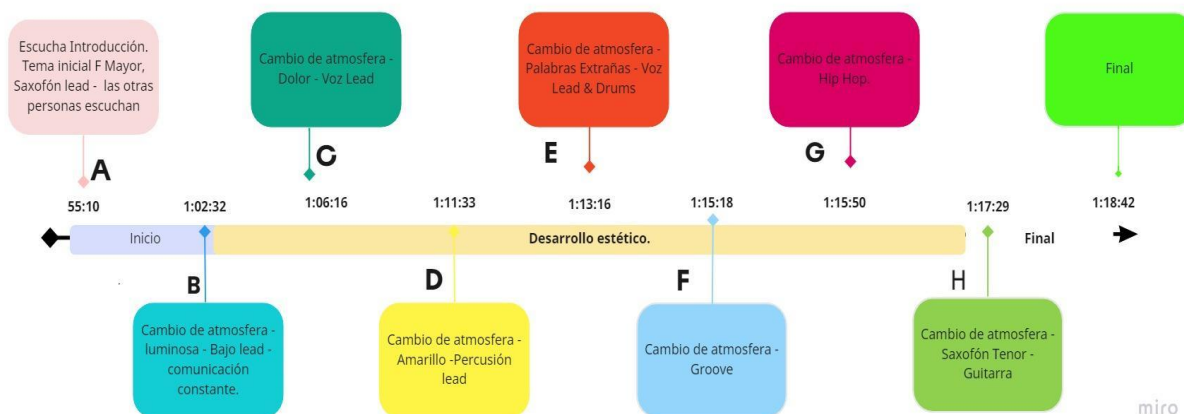 Escucha Introducción.
Tema inicial F Mayor,
Saxofón lead - las otras
personas escuchan
Cambio de atmosfera -
Dolor - Voz Lead
Cambio de atmosfera -
Palabras Extrañas - Voz
Lead & Drums
Cambio de atmosfera -
Hip Hop.
Final
A
C
E
G
55:10
1:02:32
1:06:16
1:11:33
1:13:16
1:15:18
1:15:50
1:17:29
1:18:42
Inicio
Desarrollo estético.
Final
B
D
F
H
Cambio de atmosfera -
luminosa - Bajo lead -
comunicación
constante.
Cambio de atmosfera -
Amarillo -Percusión
lead
Cambio de atmosfera -
Groove
Cambio de atmosfera -
Saxofón Tenor -
Guitarra
miro